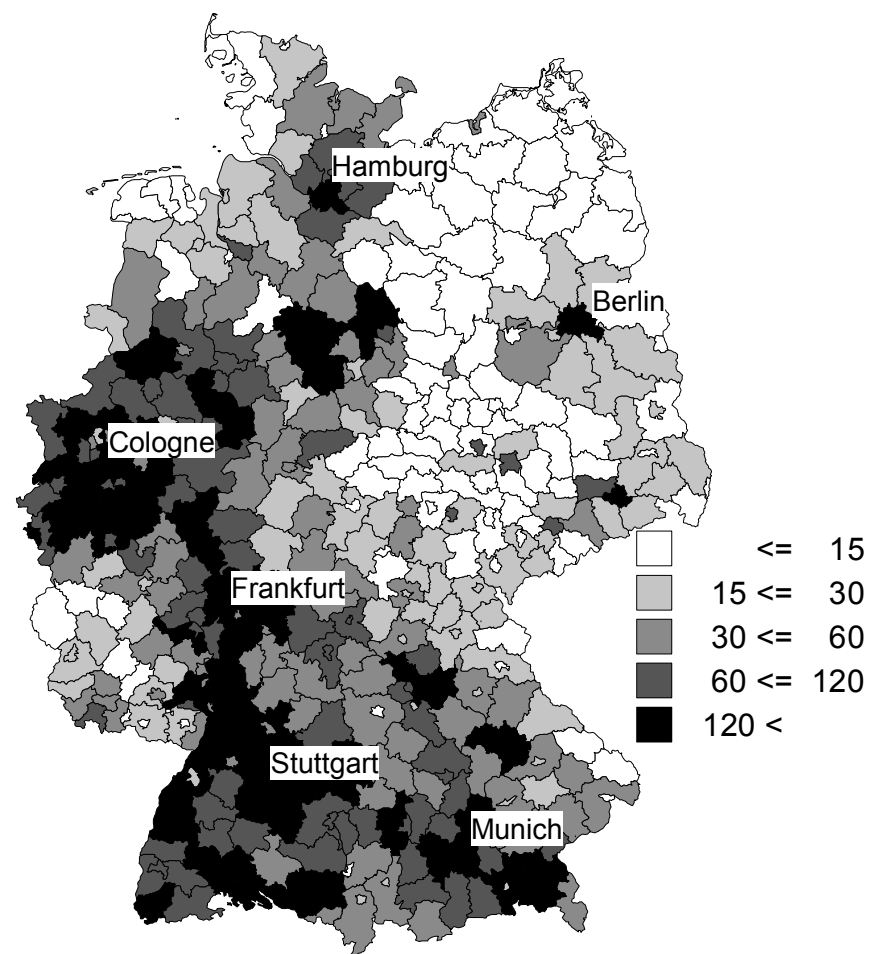 Hamburg
Berlin
Cologne
Frankfurt
Stuttgart
Munich
<= 15
15 <= 30
30 <= 60
60 <= 120
120 <